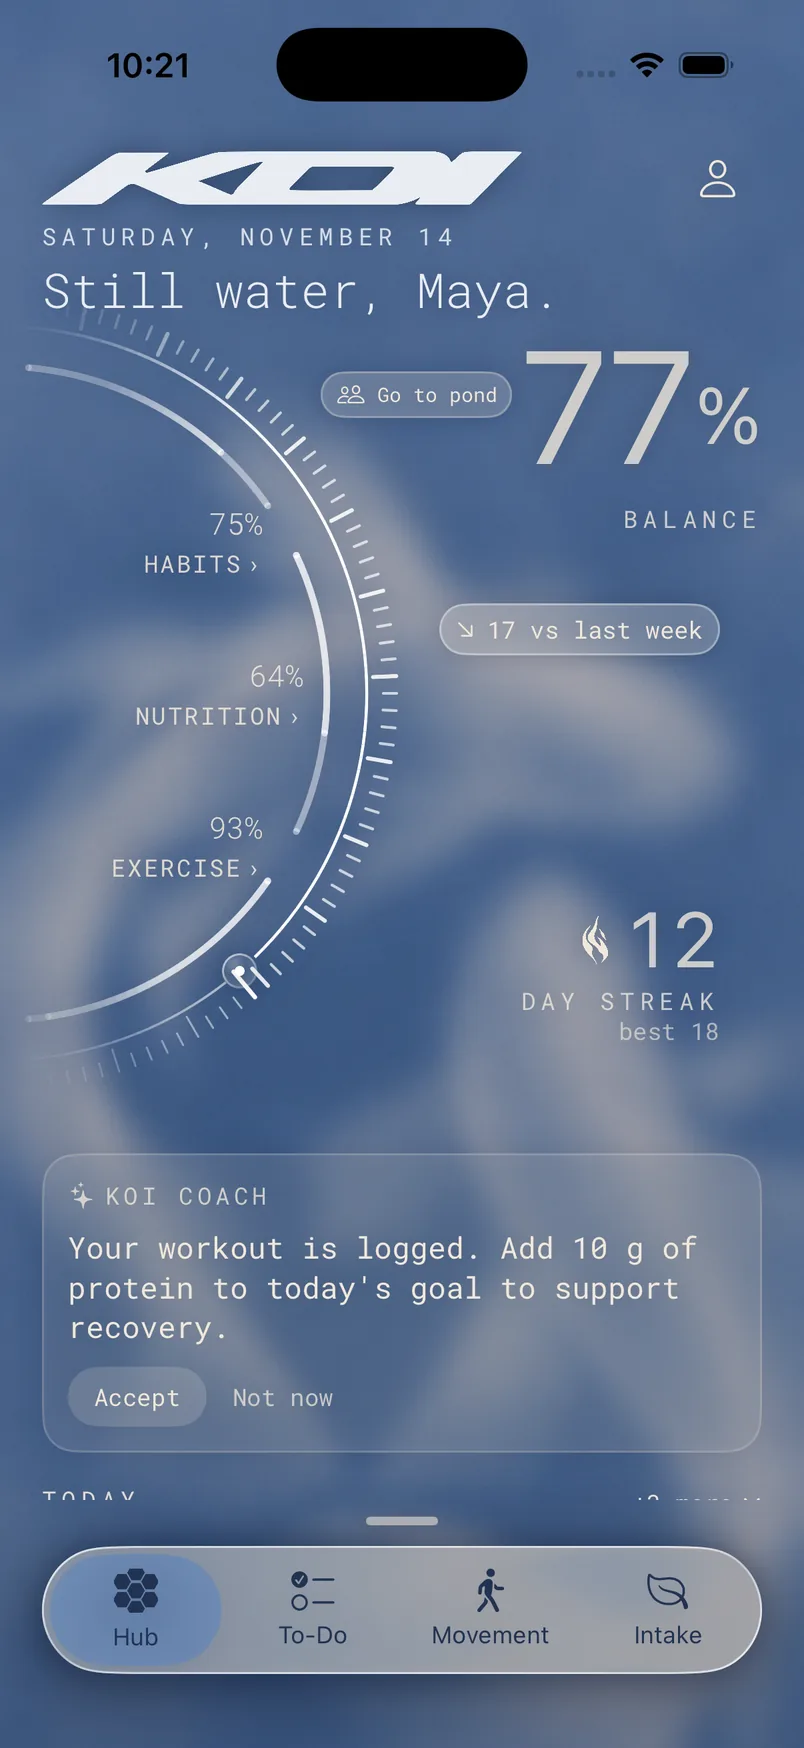 10:21
KOI
SATURDAY, NOVEMBER 14
Still water, Maya.
Go to pond
77%
BALANCE
75%
HABITS ›
17 vs last week
64%
NUTRITION ›
93%
EXERCISE ›
12
DAY STREAK
best 18
KOI COACH
Your workout is logged. Add 10 g of
protein to today's goal to support
recovery.
Accept
Not now
TODAY
Hub
To-Do
Movement
Intake